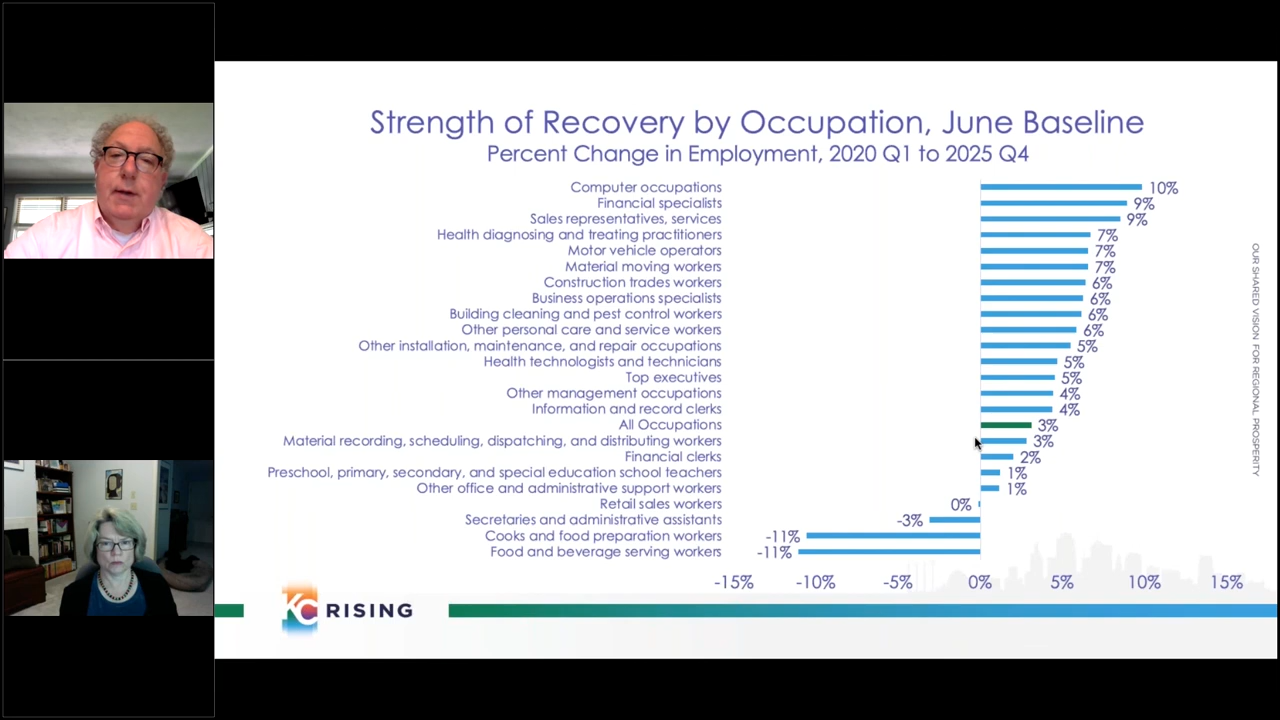 Strength of Recovery by Occupation, June Baseline
Percent Change in Employment, 2020 Q1 to 2025 Q4
Computer occupations 10%
Financial specialists 9%
Sales representatives, services 9%
Health diagnosing and treating practitioners 7%
Motor vehicle operators 7%
Material moving workers 7%
Construction trades workers 6%
Business operations specialists 6%
Building cleaning and pest control workers 6%
Other personal care and service workers 6%
Other installation, maintenance, and repair occupations 5%
Health technologists and technicians 5%
Top executives 5%
Other management occupations 4%
Information and record clerks 4%
All Occupations 3%
Material recording, scheduling, dispatching, and distributing workers 3%
Financial clerks 2%
Preschool, primary, secondary, and special education school teachers 1%
Other office and administrative support workers 1%
Retail sales workers 0%
Secretaries and administrative assistants -3%
Cooks and food preparation workers -11%
Food and beverage serving workers -11%
-15% -10% -5% 0% 5% 10% 15%
OUR SHARED VISION FOR REGIONAL PROSPERITY
KC RISING